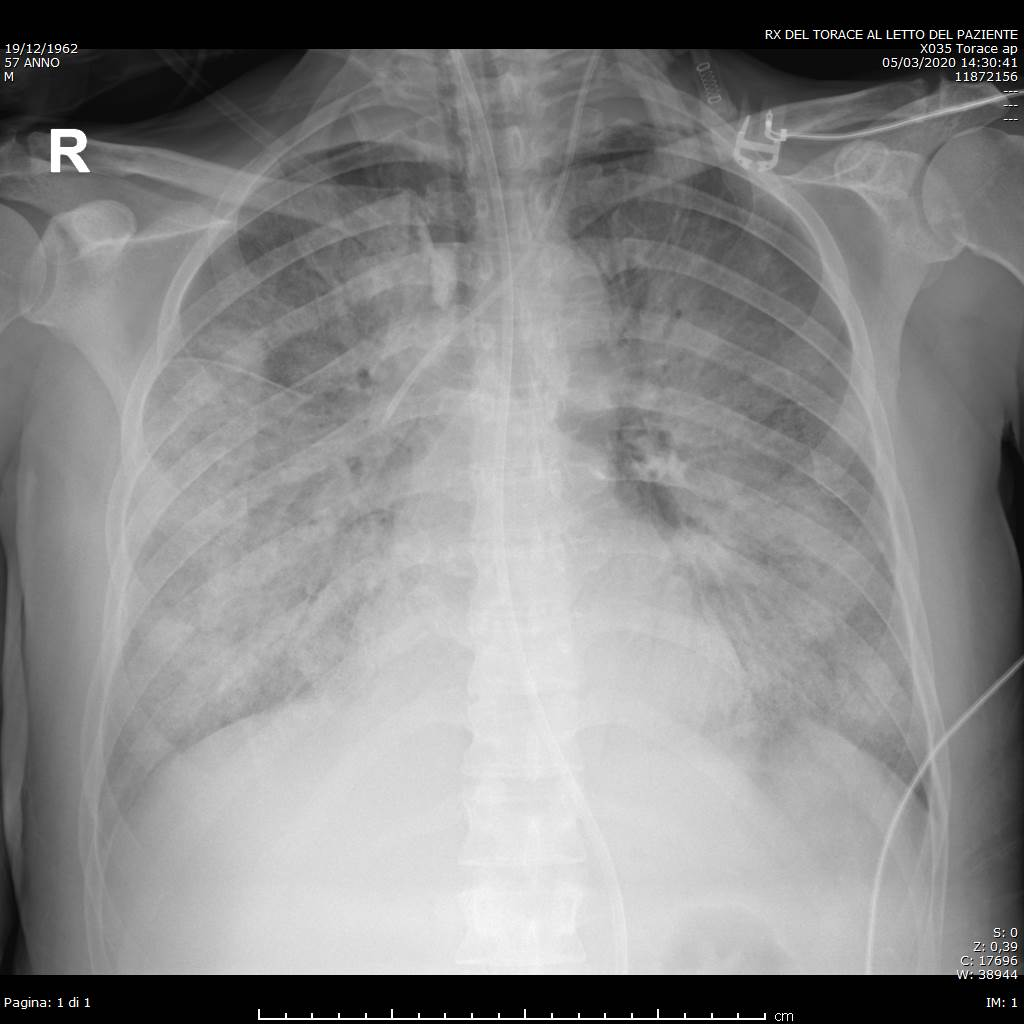 19/12/1962
57 ANNO
M
RX DEL TORACE AL LETTO DEL PAZIENTE
X035 Torace ap
05/03/2020 14:30:41
11872156
---
---
---
R
S: 0
Z: 0,39
C: 17696
W: 38944
Pagina: 1 di 1
cm
IM: 1